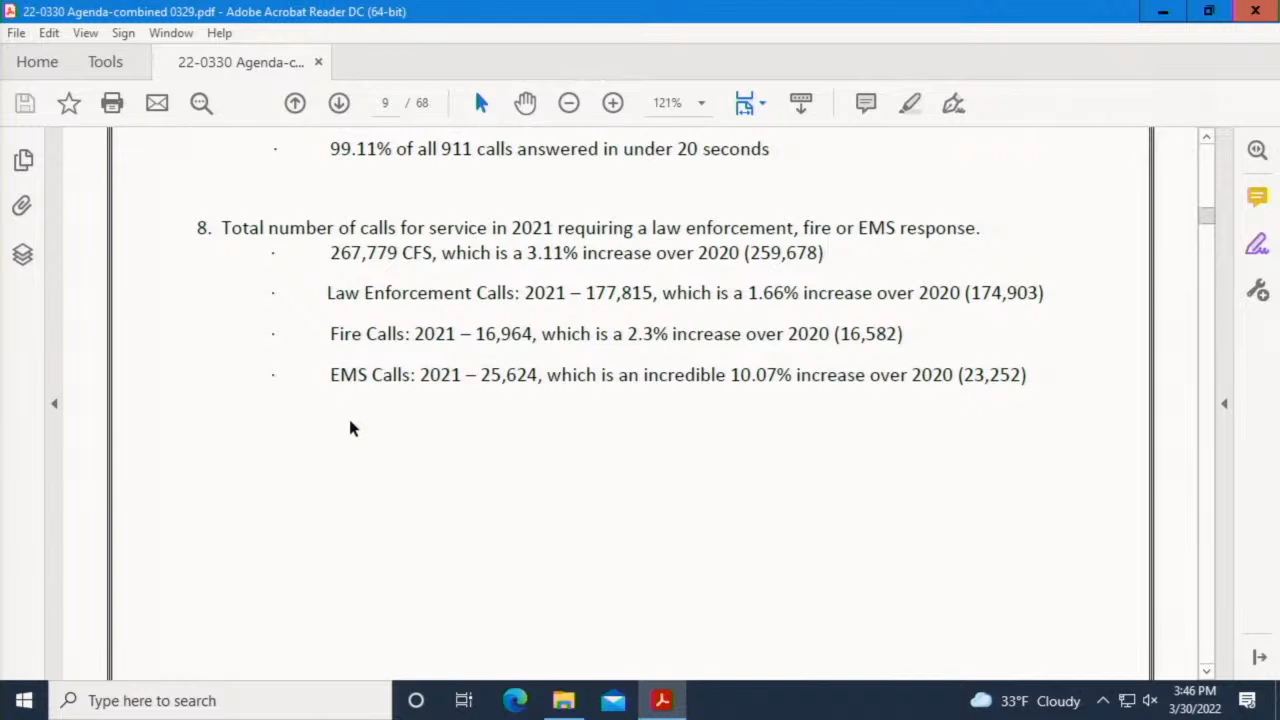 22-0330 Agenda-combined 0329.pdf - Adobe Acrobat Reader DC (64-bit)
File Edit View Sign Window Help
Home Tools 22-0330 Agenda-c... ×
9 / 68 121%
· 99.11% of all 911 calls answered in under 20 seconds
8. Total number of calls for service in 2021 requiring a law enforcement, fire or EMS response.
· 267,779 CFS, which is a 3.11% increase over 2020 (259,678)
· Law Enforcement Calls: 2021 – 177,815, which is a 1.66% increase over 2020 (174,903)
· Fire Calls: 2021 – 16,964, which is a 2.3% increase over 2020 (16,582)
· EMS Calls: 2021 – 25,624, which is an incredible 10.07% increase over 2020 (23,252)
Type here to search
33°F Cloudy
3:46 PM
3/30/2022